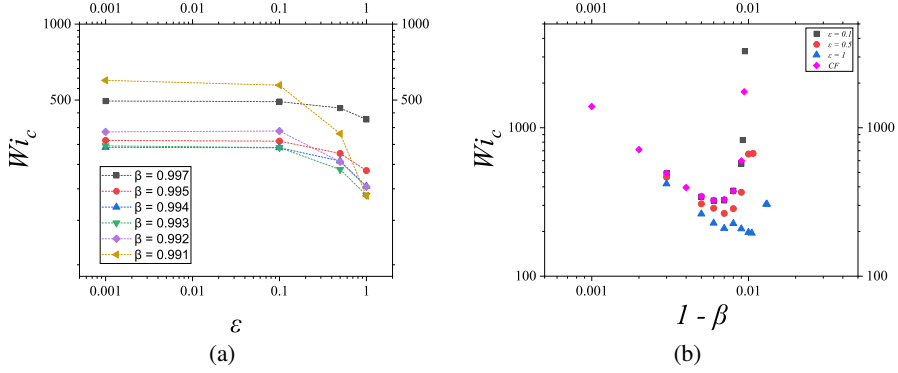 0.001 0.01 0.1 1
1000 1000
500 500
Wi_c
β = 0.997
β = 0.995
β = 0.994
β = 0.993
β = 0.992
β = 0.991
0.001 0.01 0.1 1
ε
(a)
0.001 0.01
ε = 0.1
ε = 0.5
ε = 1
CF
Wi_c
1000 1000
100 100
0.001 0.01
1 - β
(b)